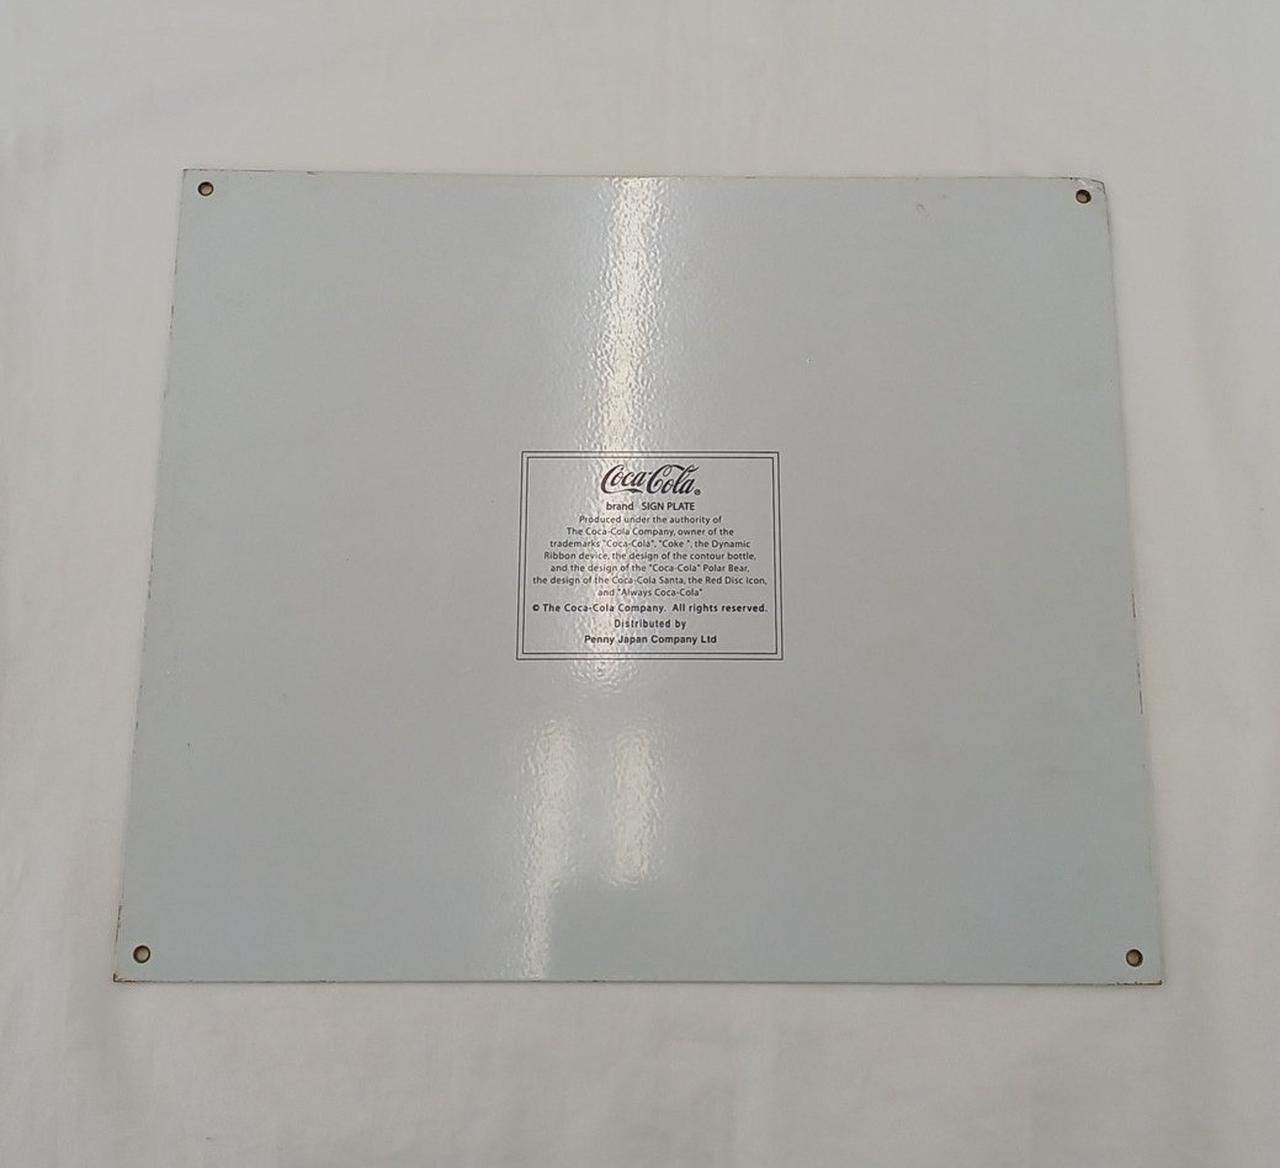 Coca-Cola®
brand SIGN PLATE
Produced under the authority of
The Coca-Cola Company, owner of the
trademarks "Coca-Cola", "Coke ", the Dynamic
Ribbon device, the design of the contour bottle,
and the design of the "Coca-Cola" Polar Bear,
the design of the Coca-Cola Santa, the Red Disc Icon,
and "Always Coca-Cola"
© The Coca-Cola Company. All rights reserved.
Distributed by
Penny Japan Company Ltd